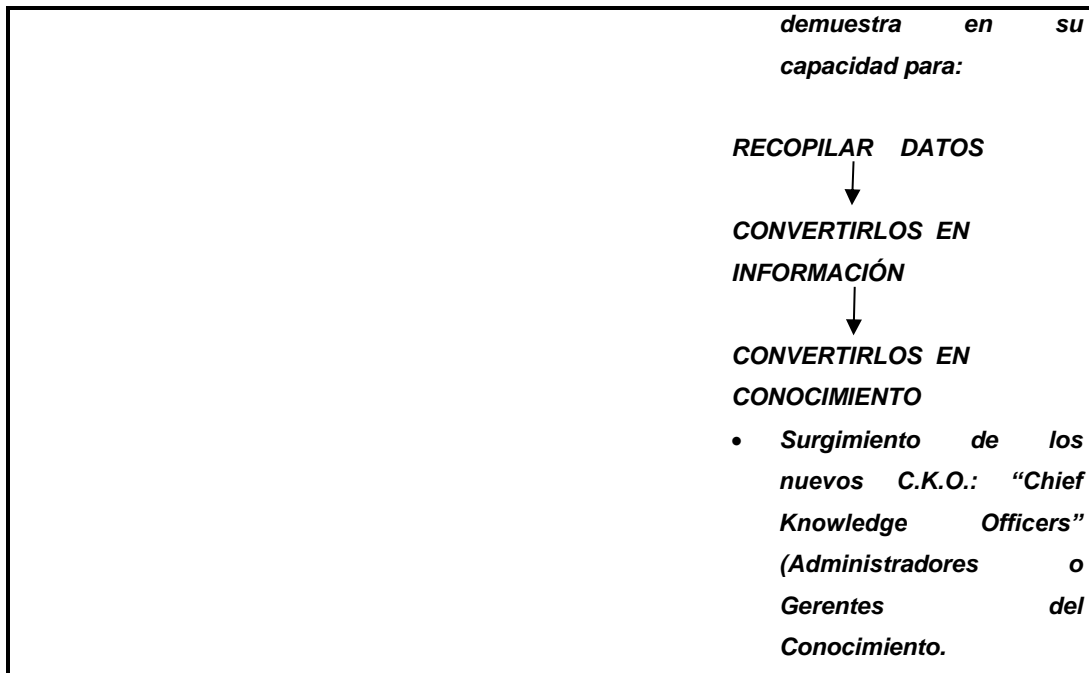 demuestra en su
capacidad para:
RECOPILAR DATOS
CONVERTIRLOS EN
INFORMACIÓN
CONVERTIRLOS EN
CONOCIMIENTO
• Surgimiento de los
nuevos C.K.O.: “Chief
Knowledge Officers”
(Administradores o
Gerentes del
Conocimiento.